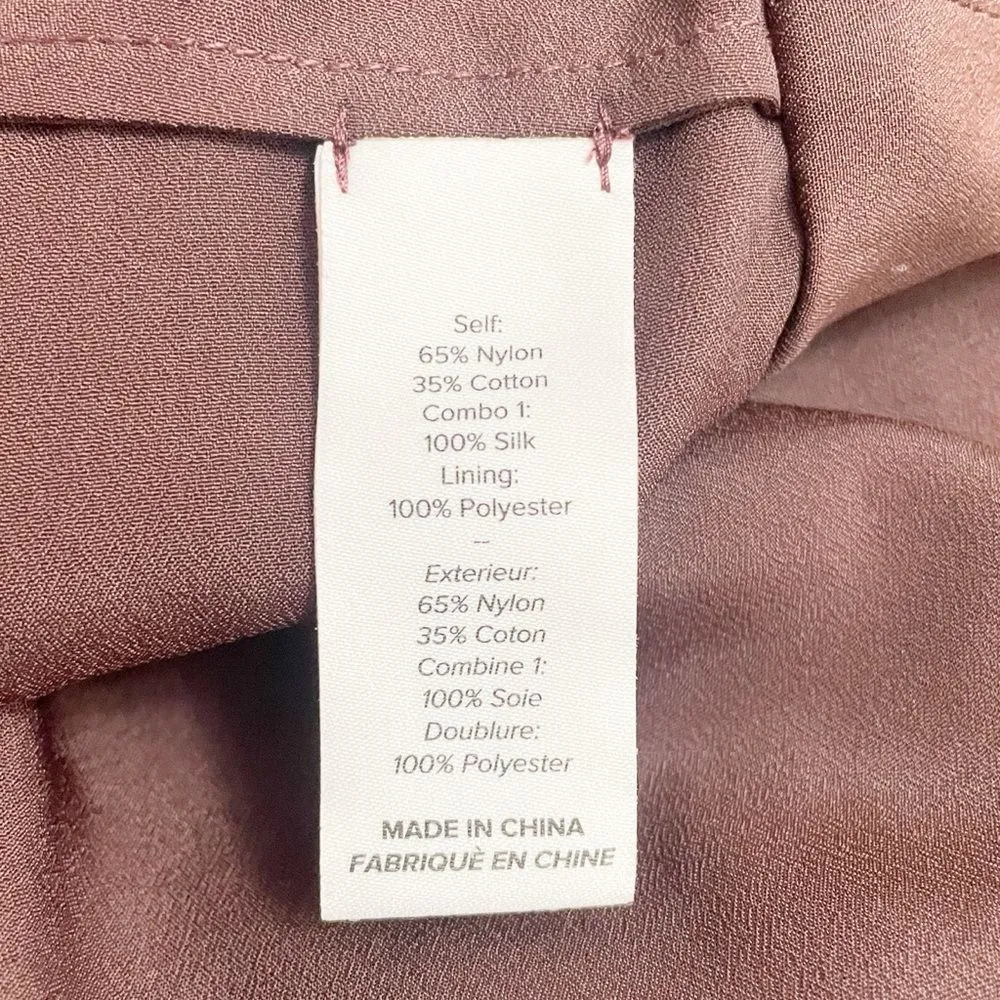 Self:
65% Nylon
35% Cotton
Combo 1:
100% Silk
Lining:
100% Polyester
--
Exterieur:
65% Nylon
35% Coton
Combine 1:
100% Soie
Doublure:
100% Polyester
MADE IN CHINA
FABRIQUÈ EN CHINE